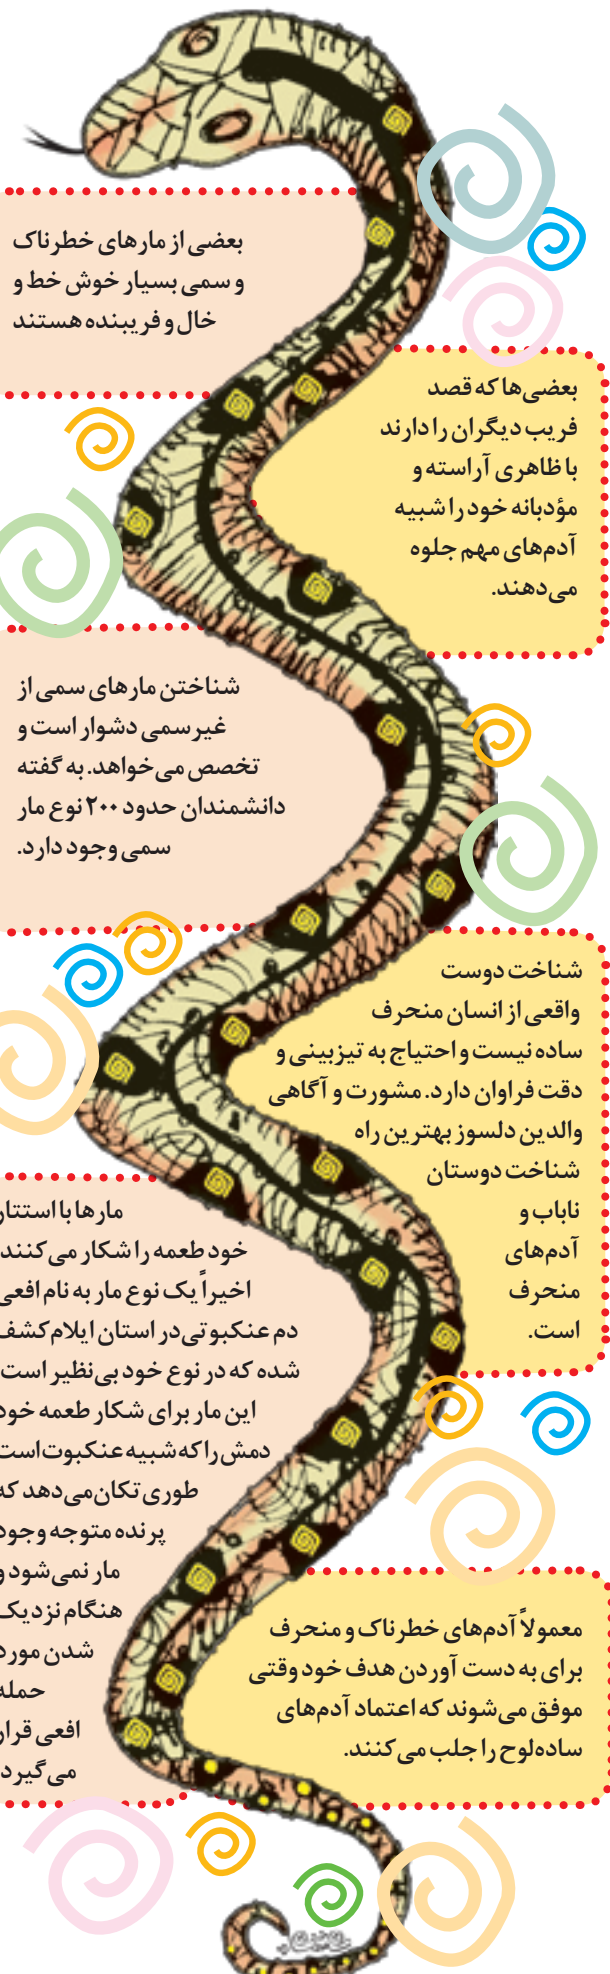 بعضی از مارهای خطرناک
و سمی بسیار خوش خط و
خال و فریبنده هستند
بعضی‌ها که قصد
فریب دیگران را دارند
با ظاهری آراسته و
مؤدبانه خود را شبیه
آدم‌های مهم جلوه
می‌دهند.
شناختن مارهای سمی از
غیرسمی دشوار است و
تخصص می‌خواهد. به گفته
دانشمندان حدود ۲۰۰ نوع مار
سمی وجود دارد.
شناخت دوست
واقعی از انسان منحرف
ساده نیست و احتیاج به تیزبینی و
دقت فراوان دارد. مشورت و آگاهی
والدین دلسوز بهترین راه
شناخت دوستان
ناباب و
آدم‌های
منحرف
است.
مارها با استتار
خود طعمه را شکار می‌کنند
اخیراً یک نوع مار به نام افعی
دم عنکبوتی در استان ایلام کشف
شده که در نوع خود بی‌نظیر است
این مار برای شکار طعمه خود
دمش را که شبیه عنکبوت است
طوری تکان می‌دهد که
پرنده متوجه وجود
مار نمی‌شود و
هنگام نزدیک
شدن مورد
حمله
افعی قرار
می‌گیرد
معمولاً آدم‌های خطرناک و منحرف
برای به دست آوردن هدف خود وقتی
موفق می‌شوند که اعتماد آدم‌های
ساده‌لوح را جلب می‌کنند.